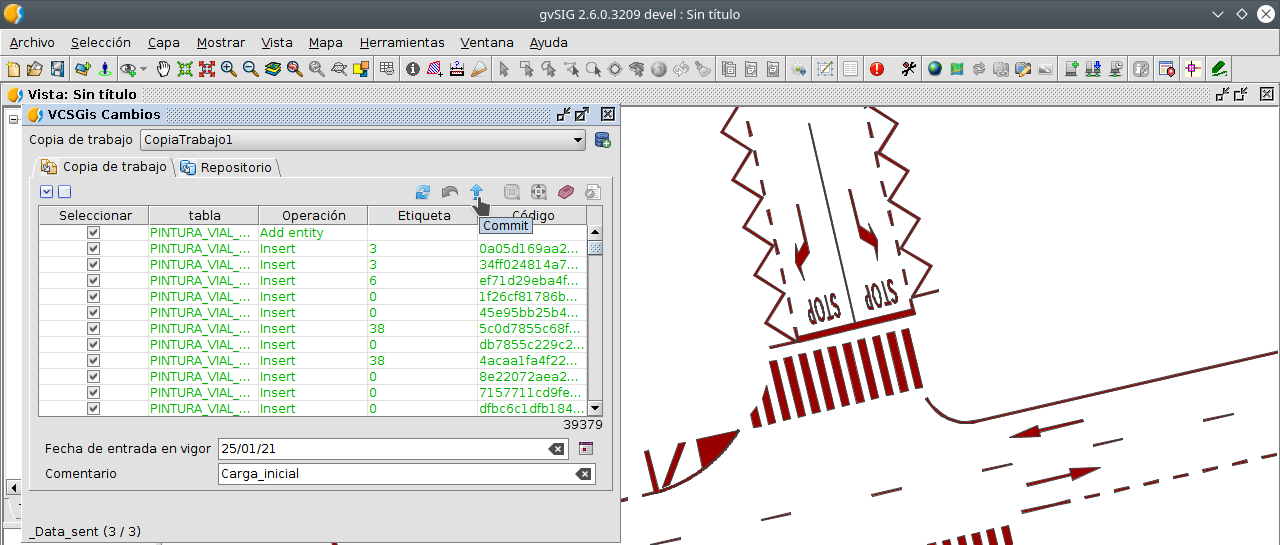 gvSIG 2.6.0.3209 devel : Sin título
Archivo Selección Capa Mostrar Vista Mapa Herramientas Ventana Ayuda
Vista: Sin título
VCSGis Cambios
Copia de trabajo CopiaTrabajo1
Copia de trabajo Repositorio
Seleccionar tabla Operación Etiqueta Código
Commit
PINTURA_VIAL_... Add entity
PINTURA_VIAL_... Insert 3 0a05d169aa2...
PINTURA_VIAL_... Insert 3 34ff024814a7...
PINTURA_VIAL_... Insert 6 ef71d29eba4f...
PINTURA_VIAL_... Insert 0 1f26cf81786b...
PINTURA_VIAL_... Insert 0 45e95bb25b4...
PINTURA_VIAL_... Insert 38 5c0d7855c68f...
PINTURA_VIAL_... Insert 0 db7855c229c2...
PINTURA_VIAL_... Insert 38 4acaa1fa4f22...
PINTURA_VIAL_... Insert 0 8e22072aea2...
PINTURA_VIAL_... Insert 0 7157711cd9fe...
PINTURA_VIAL_... Insert 0 dfbc6c1dfb184...
39379
Fecha de entrada en vigor 25/01/21
Comentario Carga_inicial
_Data_sent (3 / 3)
STOP STOP